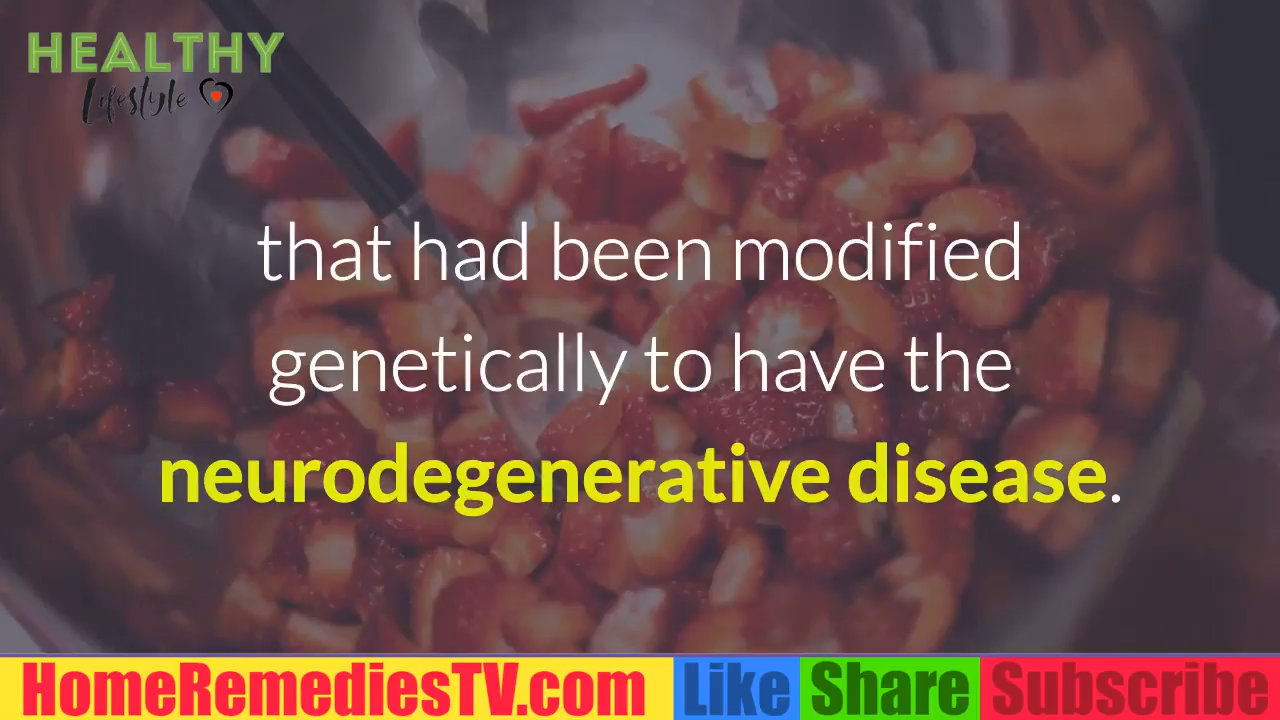 HEALTHY
Lifestyle
that had been modified
genetically to have the
neurodegenerative disease.
HomeRemediesTV.com Like Share Subscribe